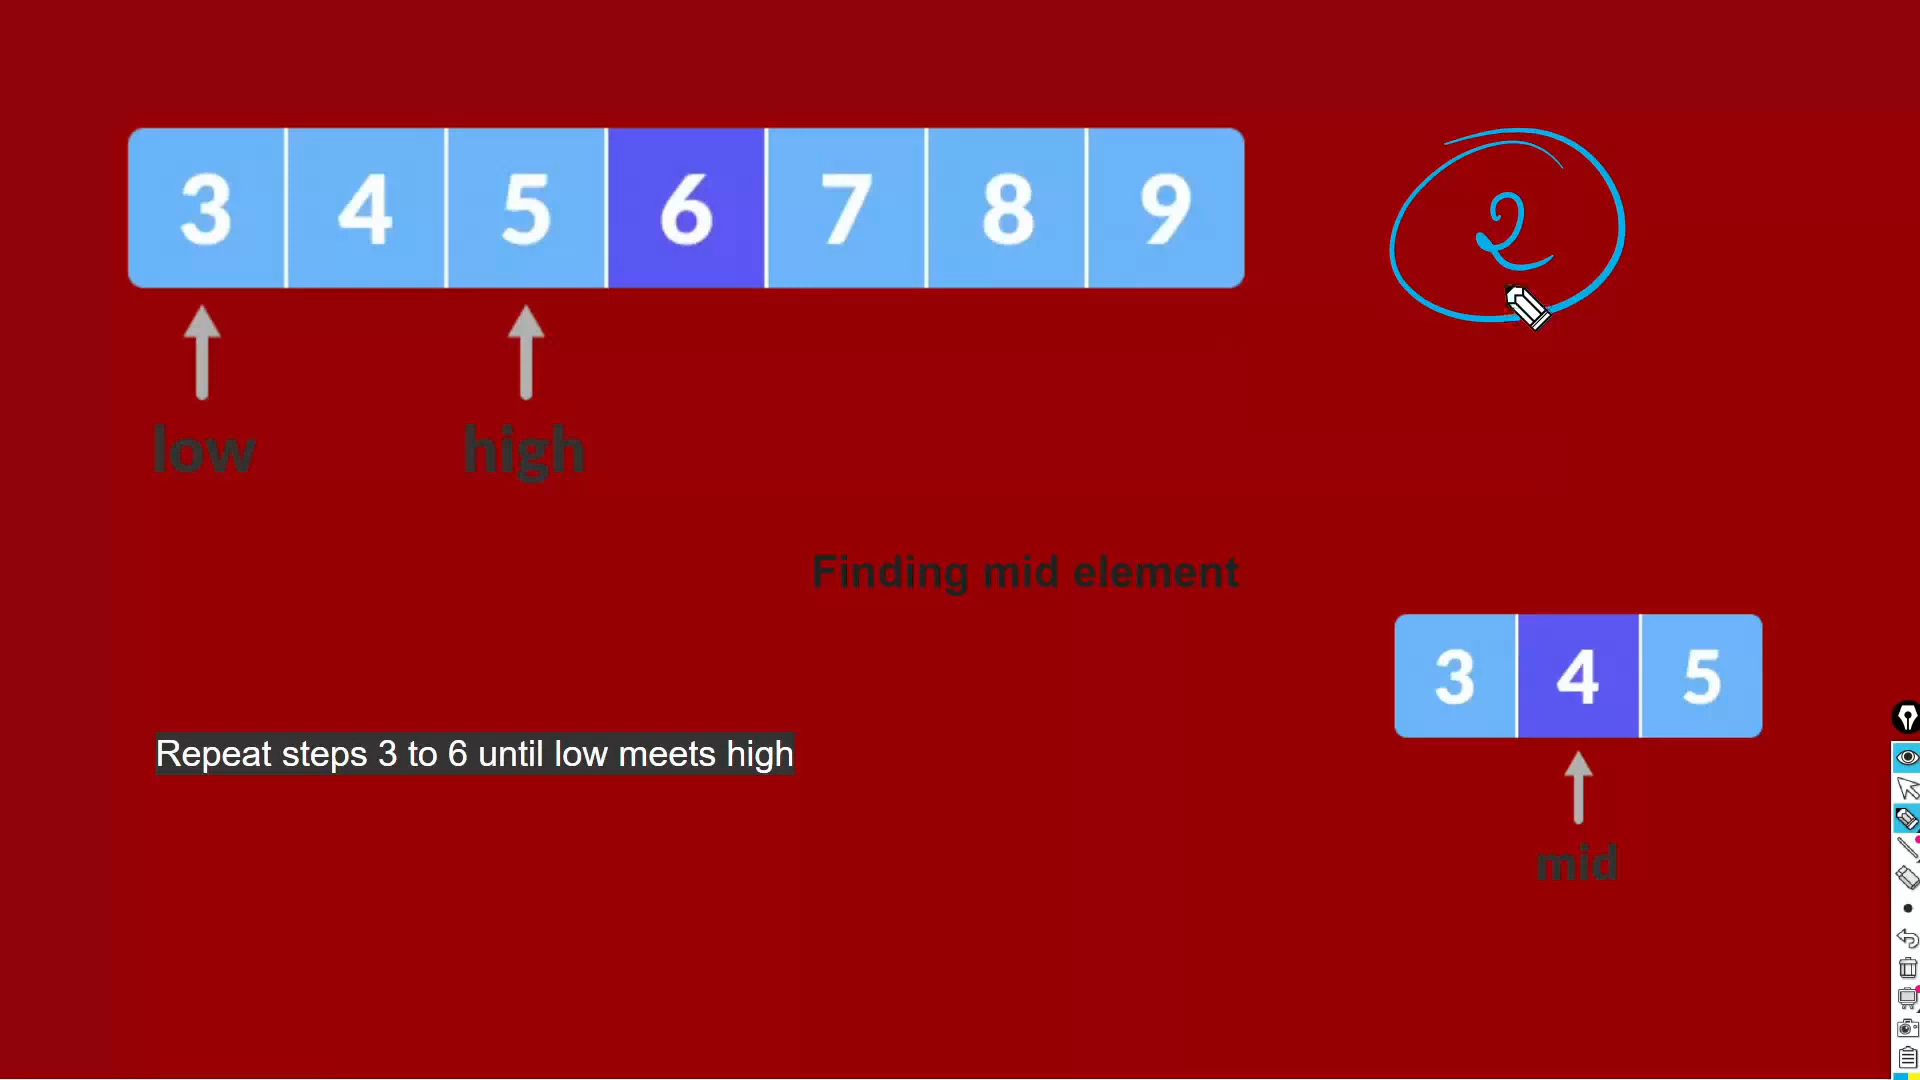 3 4 5 6 7 8 9
2
low high
Finding mid element
3 4 5
Repeat steps 3 to 6 until low meets high
mid